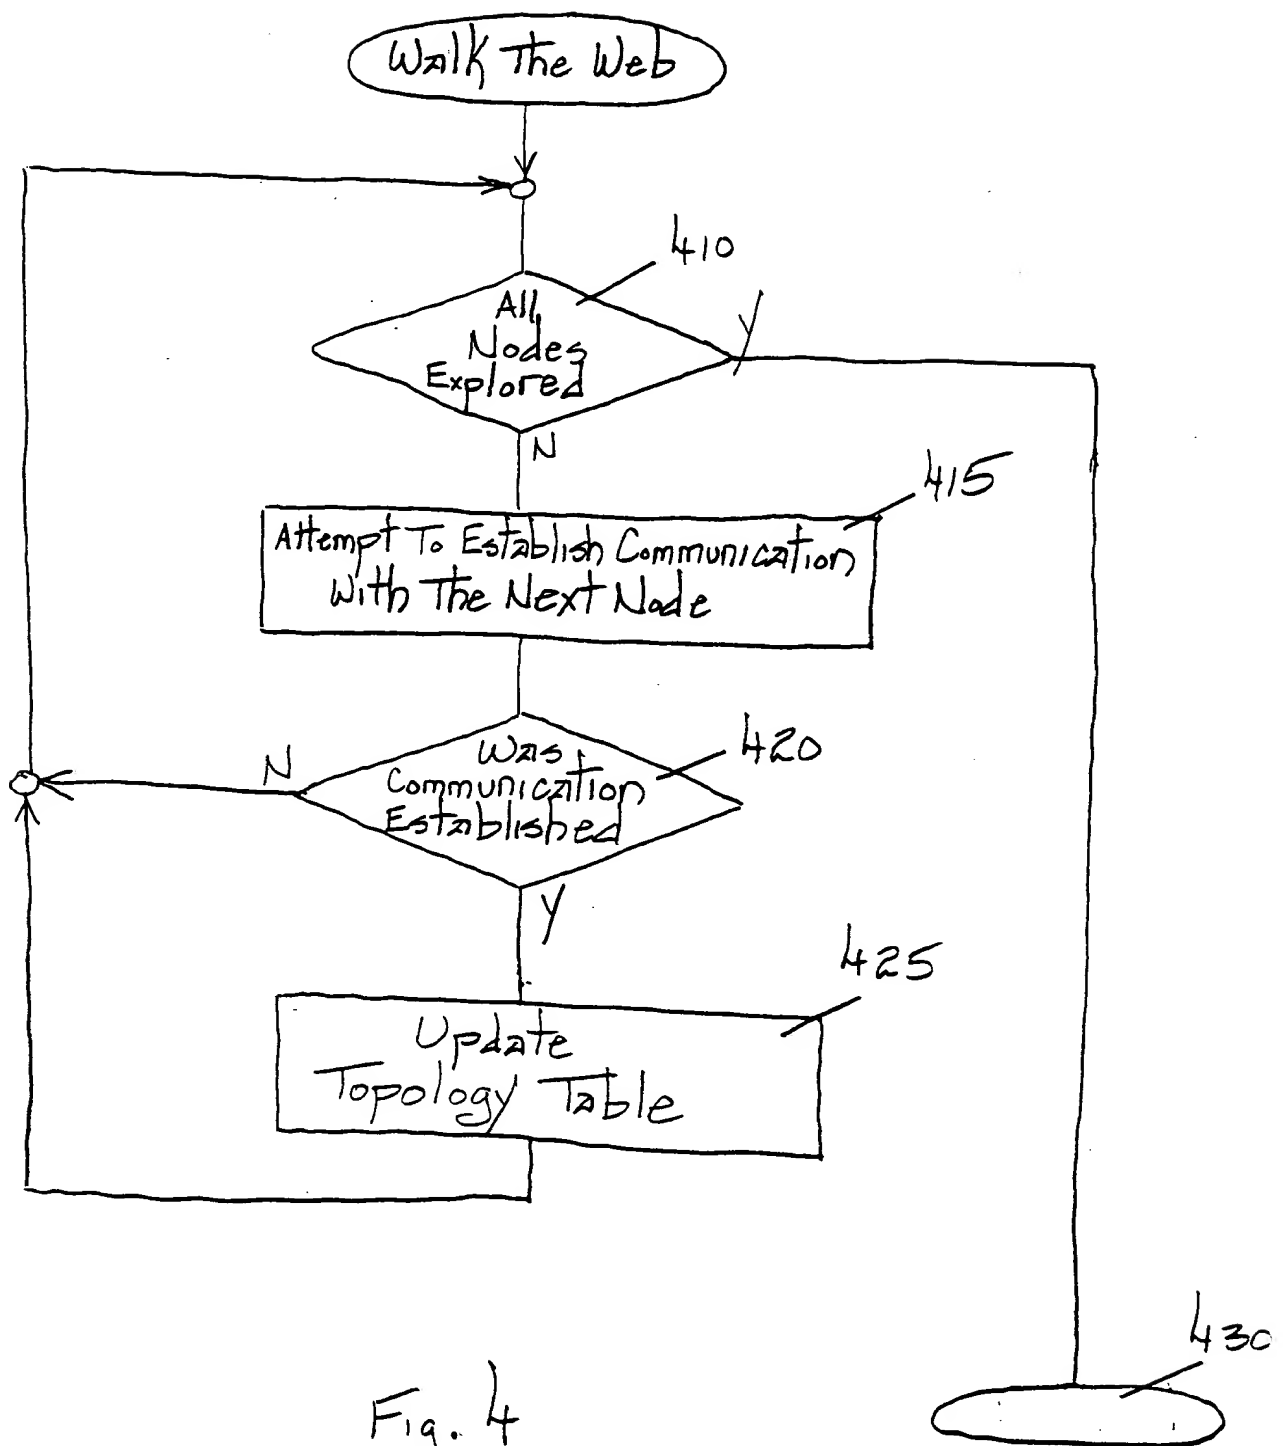 Walk The Web
410
All
Nodes
Explored
Y
N
415
Attempt To Establish Communication
With The Next Node
420
Was
Communication
Established
N
Y
425
Update
Topology Table
430
Fig. 4